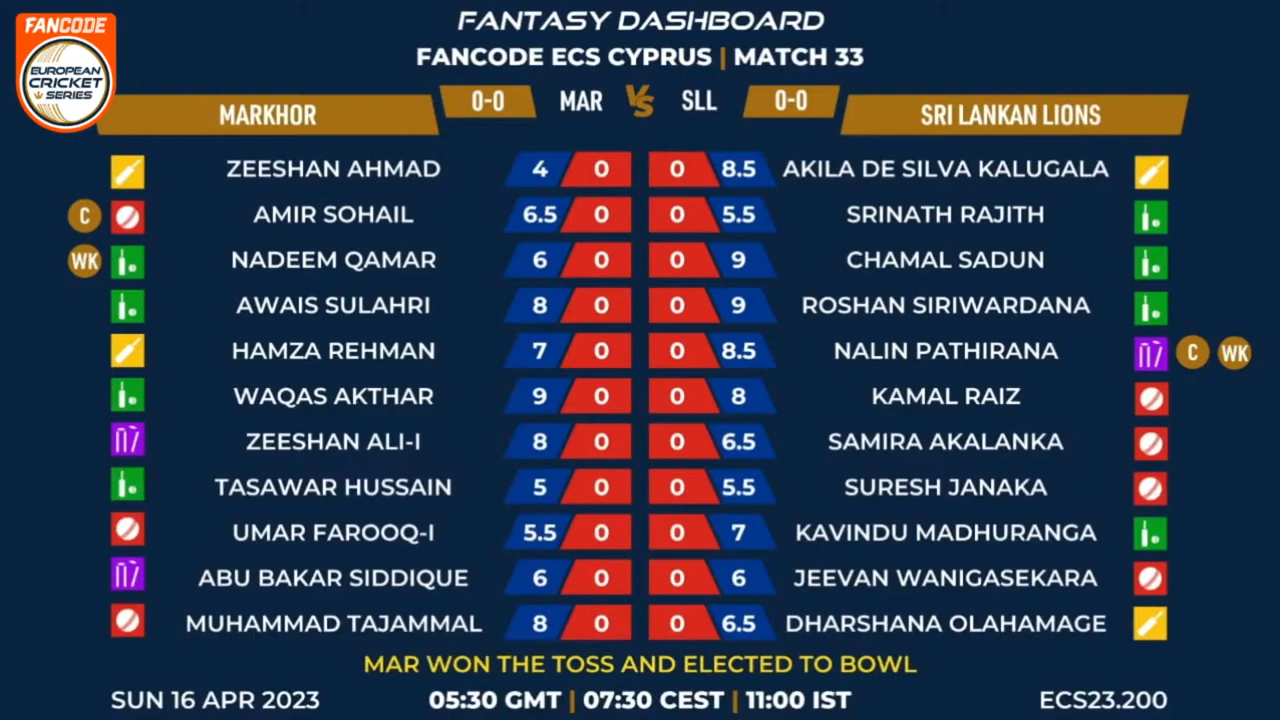 FANCODE
EUROPEAN
CRICKET
SERIES
FANTASY DASHBOARD
FANCODE ECS CYPRUS | MATCH 33
MARKHOR 0-0 MAR VS SLL 0-0 SRI LANKAN LIONS
ZEESHAN AHMAD 4 0 0 8.5 AKILA DE SILVA KALUGALA
C AMIR SOHAIL 6.5 0 0 5.5 SRINATH RAJITH
WK NADEEM QAMAR 6 0 0 9 CHAMAL SADUN
AWAIS SULAHRI 8 0 0 9 ROSHAN SIRIWARDANA
HAMZA REHMAN 7 0 0 8.5 NALIN PATHIRANA C WK
WAQAS AKTHAR 9 0 0 8 KAMAL RAIZ
ZEESHAN ALI-I 8 0 0 6.5 SAMIRA AKALANKA
TASAWAR HUSSAIN 5 0 0 5.5 SURESH JANAKA
UMAR FAROOQ-I 5.5 0 0 7 KAVINDU MADHURANGA
ABU BAKAR SIDDIQUE 6 0 0 6 JEEVAN WANIGASEKARA
MUHAMMAD TAJAMMAL 8 0 0 6.5 DHARSHANA OLAHAMAGE
MAR WON THE TOSS AND ELECTED TO BOWL
SUN 16 APR 2023 05:30 GMT | 07:30 CEST | 11:00 IST ECS23.200